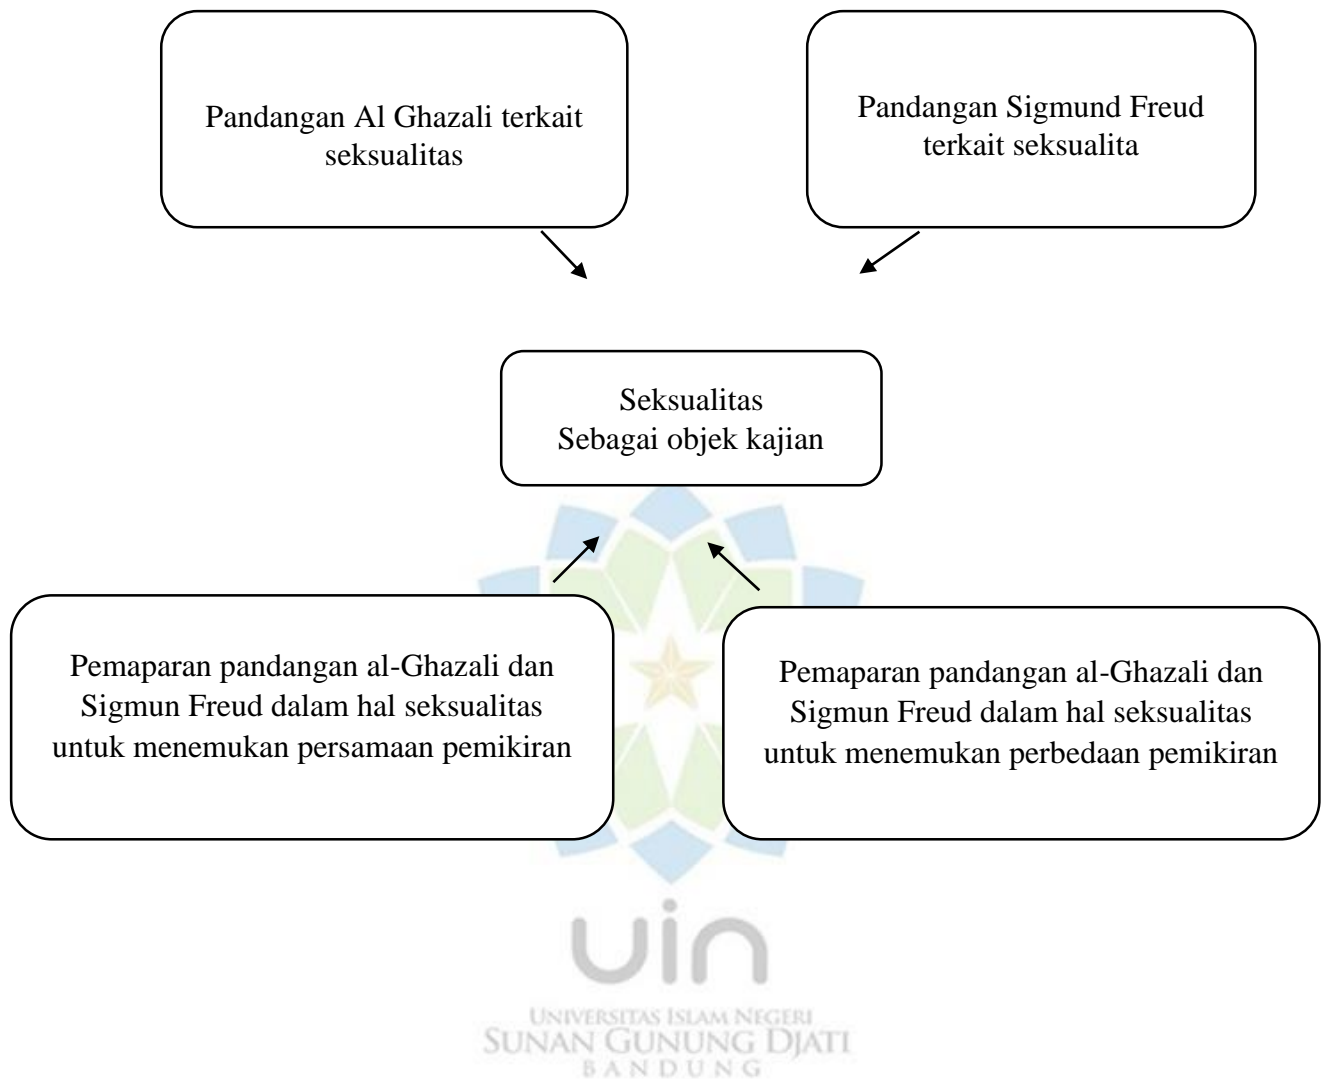 Pandangan Al Ghazali terkait
seksualitas
Pandangan Sigmund Freud
terkait seksualita
Seksualitas
Sebagai objek kajian
Pemaparan pandangan al-Ghazali dan
Sigmun Freud dalam hal seksualitas
untuk menemukan persamaan pemikiran
Pemaparan pandangan al-Ghazali dan
Sigmun Freud dalam hal seksualitas
untuk menemukan perbedaan pemikiran
uin
UNIVERSITAS ISLAM NEGERI
SUNAN GUNUNG DJATI
BANDUNG